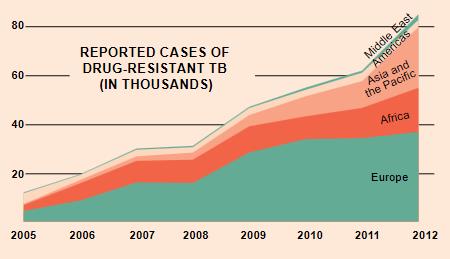 REPORTED CASES OF
DRUG-RESISTANT TB
(IN THOUSANDS)
80
60
40
20
Middle East
Americas
Asia and
the Pacific
Africa
Europe
2005 2006 2007 2008 2009 2010 2011 2012